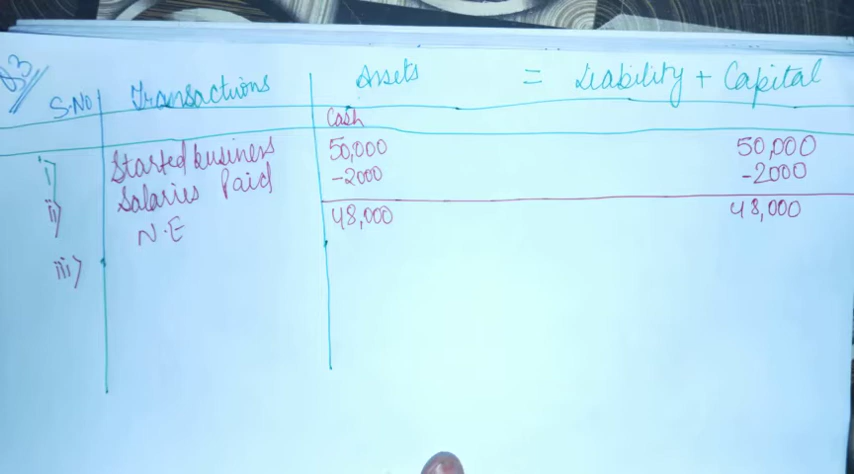 Q3
S.No Transactions Assets = Liability + Capital
Cash
i) Started business 50,000 50,000
ii) Salaries Paid -2000 -2000
N.E 48,000 48,000
iii)